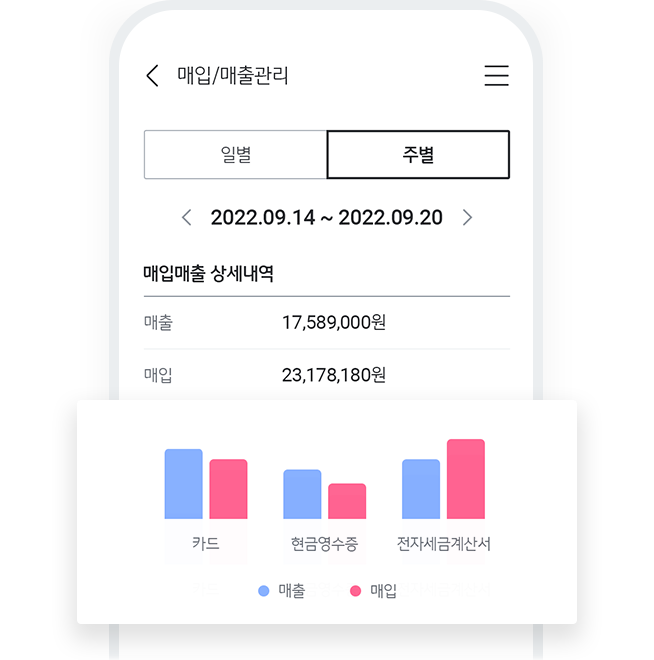 매입/매출관리
일별 주별
2022.09.14 ~ 2022.09.20
매입매출 상세내역
매출 17,589,000원
매입 23,178,180원
카드 현금영수증 전자세금계산서
매출 매입